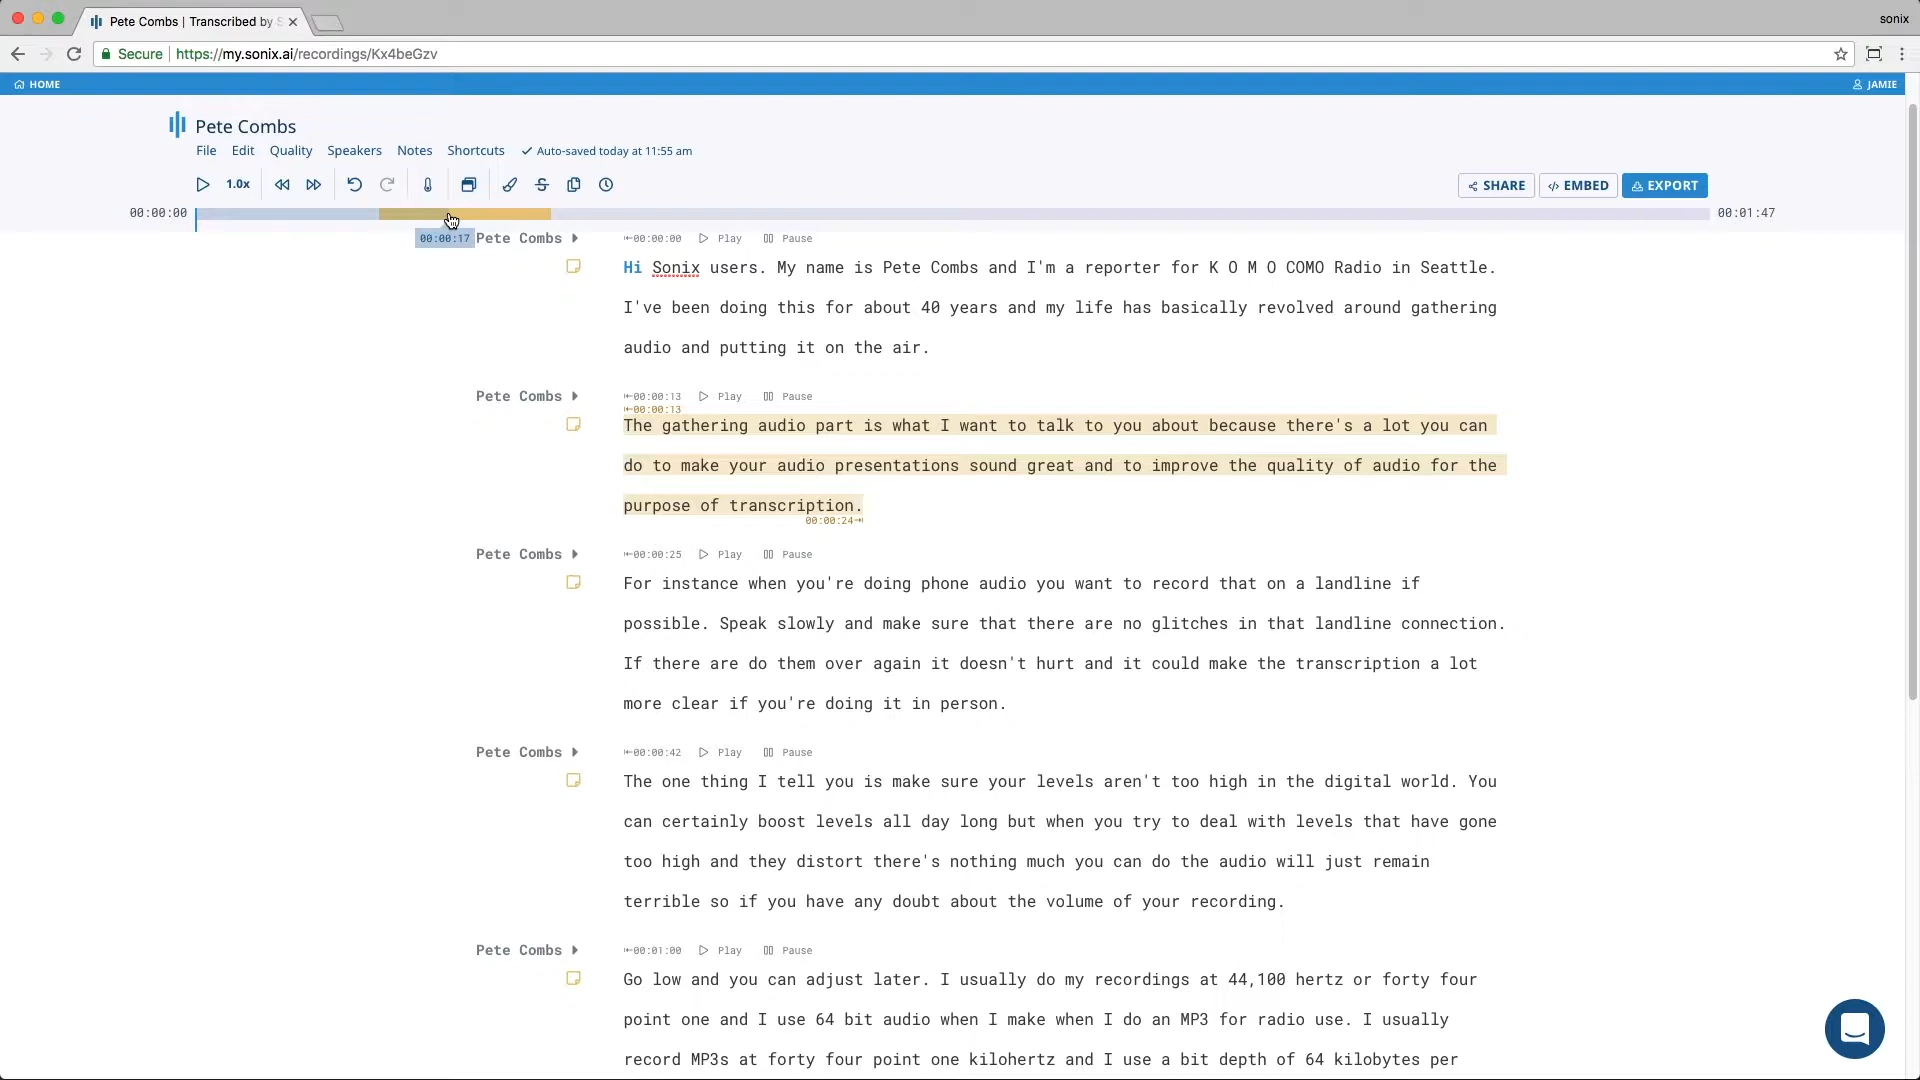 Pete Combs | Transcribed by S
sonix
Secure https://my.sonix.ai/recordings/Kx4beGzv
HOME
JAMIE
Pete Combs
File Edit Quality Speakers Notes Shortcuts Auto-saved today at 11:55 am
1.0x
SHARE EMBED EXPORT
00:00:00 00:01:47
00:00:17 Pete Combs 00:00:00 Play Pause
Hi Sonix users. My name is Pete Combs and I'm a reporter for K O M O COMO Radio in Seattle.
I've been doing this for about 40 years and my life has basically revolved around gathering
audio and putting it on the air.
Pete Combs 00:00:13 Play Pause
00:00:13
The gathering audio part is what I want to talk to you about because there's a lot you can
do to make your audio presentations sound great and to improve the quality of audio for the
purpose of transcription.
00:00:24
Pete Combs 00:00:25 Play Pause
For instance when you're doing phone audio you want to record that on a landline if
possible. Speak slowly and make sure that there are no glitches in that landline connection.
If there are do them over again it doesn't hurt and it could make the transcription a lot
more clear if you're doing it in person.
Pete Combs 00:00:42 Play Pause
The one thing I tell you is make sure your levels aren't too high in the digital world. You
can certainly boost levels all day long but when you try to deal with levels that have gone
too high and they distort there's nothing much you can do the audio will just remain
terrible so if you have any doubt about the volume of your recording.
Pete Combs 00:01:00 Play Pause
Go low and you can adjust later. I usually do my recordings at 44,100 hertz or forty four
point one and I use 64 bit audio when I make when I do an MP3 for radio use. I usually
record MP3s at forty four point one kilohertz and I use a bit depth of 64 kilobytes per